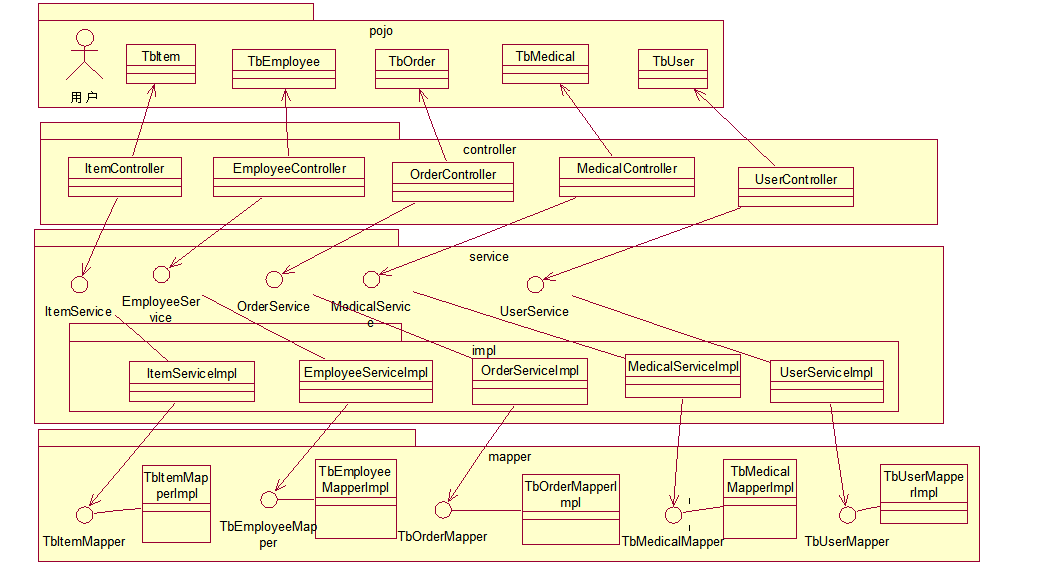 pojo
用户
TbItem
TbEmployee
TbOrder
TbMedical
TbUser
controller
ItemController
EmployeeController
OrderController
MedicalController
UserController
service
ItemService
EmployeeSer
vice
OrderService
MedicalServic
e
UserService
impl
ItemServiceImpl
EmployeeServiceImpl
OrderServiceImpl
MedicalServiceImpl
UserServiceImpl
mapper
TbItemMap
perImpl
TbEmployee
MapperImpl
TbOrderMapperI
mpl
TbMedical
MapperImpl
TbUserMappe
rImpl
TbItemMapper
TbEmployeeMap
per
TbOrderMapper
TbMedicalMapper
TbUserMapper